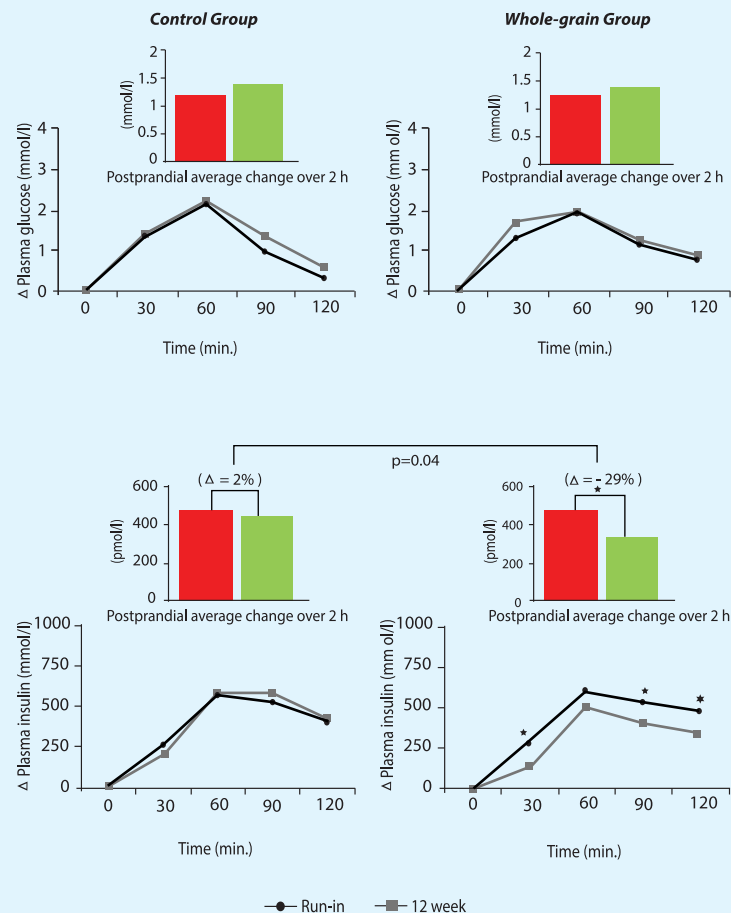 Control Group
Whole-grain Group
(mmol/l)
2
1.5
1
0.5
0
Postprandial average change over 2 h
Δ Plasma glucose (mmol/l)
4
3
2
1
0
0 30 60 90 120
Time (min.)
(mmol/l)
2
1.5
1
0.5
0
Postprandial average change over 2 h
Δ Plasma glucose (mm ol/l)
4
3
2
1
0
0 30 60 90 120
Time (min.)
p=0.04
(Δ = 2%)
(pmol/l)
600
400
200
0
Postprandial average change over 2 h
Δ Plasma insulin (mmol/l)
1000
750
500
250
0
0 30 60 90 120
Time (min.)
(Δ = - 29%)
(pmol/l)
600
400
200
0
Postprandial average change over 2 h
Δ Plasma insulin (mm ol/l)
1000
750
500
250
0
0 30 60 90 120
Time (min.)
Run-in 12 week